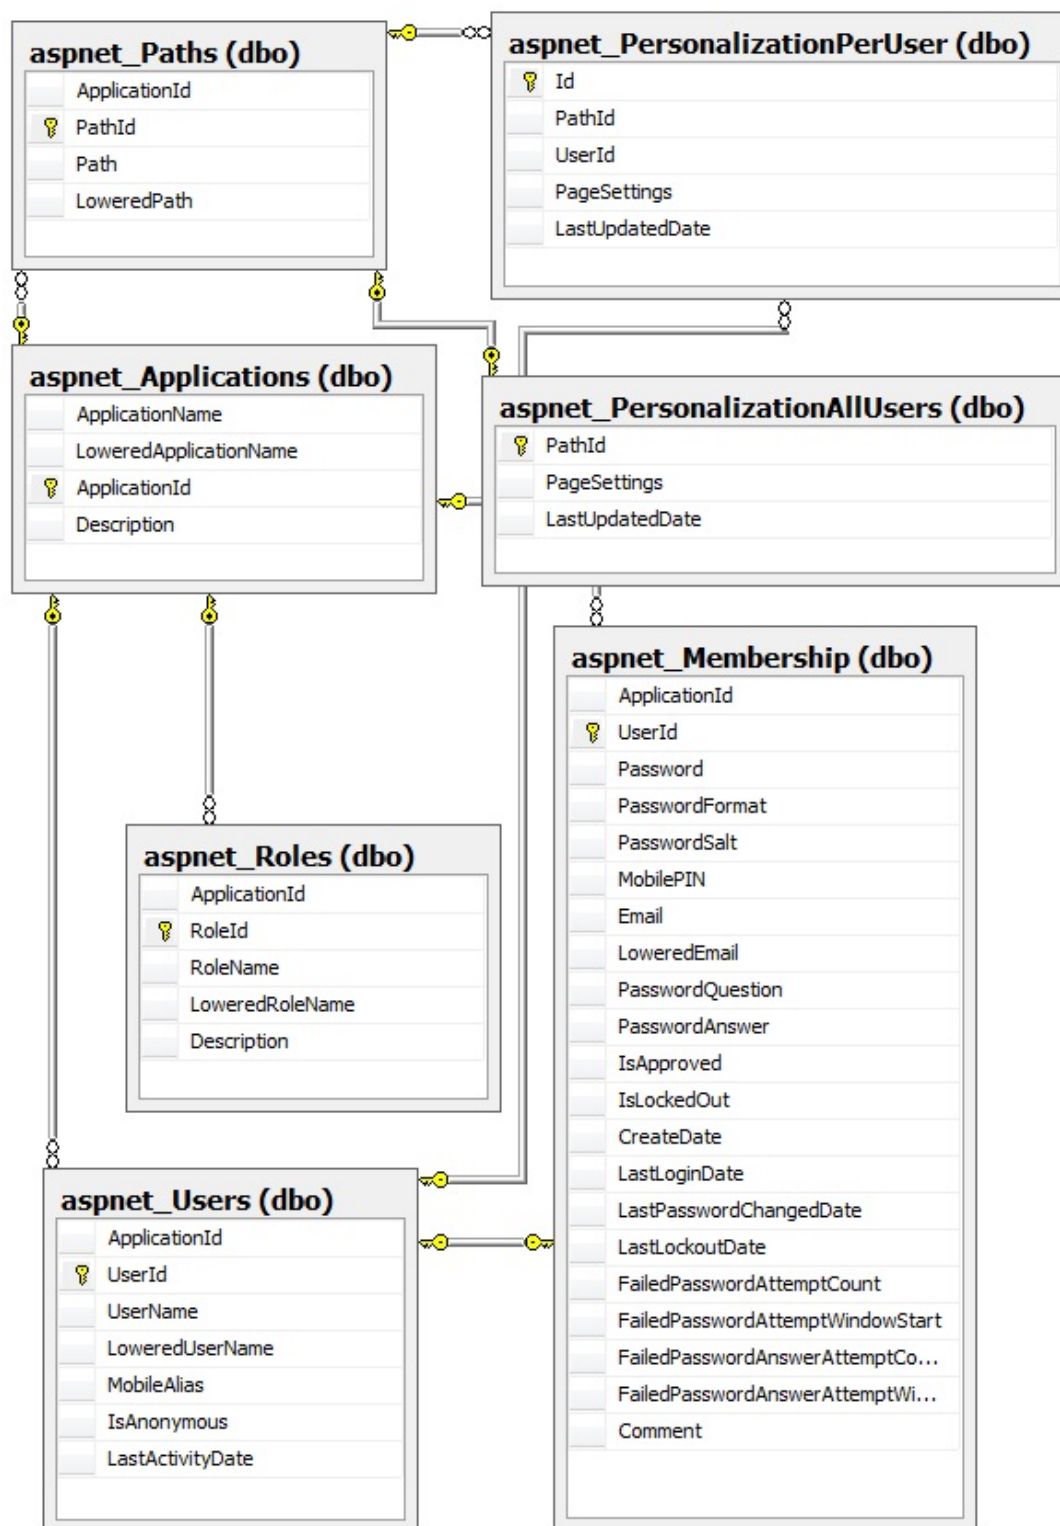 aspnet_Paths (dbo)
ApplicationId
PathId
Path
LoweredPath
aspnet_PersonalizationPerUser (dbo)
Id
PathId
UserId
PageSettings
LastUpdatedDate
aspnet_Applications (dbo)
ApplicationName
LoweredApplicationName
ApplicationId
Description
aspnet_PersonalizationAllUsers (dbo)
PathId
PageSettings
LastUpdatedDate
aspnet_Membership (dbo)
ApplicationId
UserId
Password
PasswordFormat
PasswordSalt
MobilePIN
Email
LoweredEmail
PasswordQuestion
PasswordAnswer
IsApproved
IsLockedOut
CreateDate
LastLoginDate
LastPasswordChangedDate
LastLockoutDate
FailedPasswordAttemptCount
FailedPasswordAttemptWindowStart
FailedPasswordAnswerAttemptCo...
FailedPasswordAnswerAttemptWi...
Comment
aspnet_Roles (dbo)
ApplicationId
RoleId
RoleName
LoweredRoleName
Description
aspnet_Users (dbo)
ApplicationId
UserId
UserName
LoweredUserName
MobileAlias
IsAnonymous
LastActivityDate